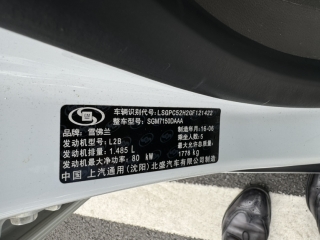 车辆识别代号: LSGPC52H2GF121422
整车型号: SGM7150DAAA
品牌: 雪佛兰
制造年月: 16-06
发动机型号: L2B
乘坐人数: 5
发动机排量: 1.485 L
最大允许总质量:
发动机最大净功率: 80 kW
1778 kg
中国 上汽通用(沈阳)北盛汽车有限公司制造